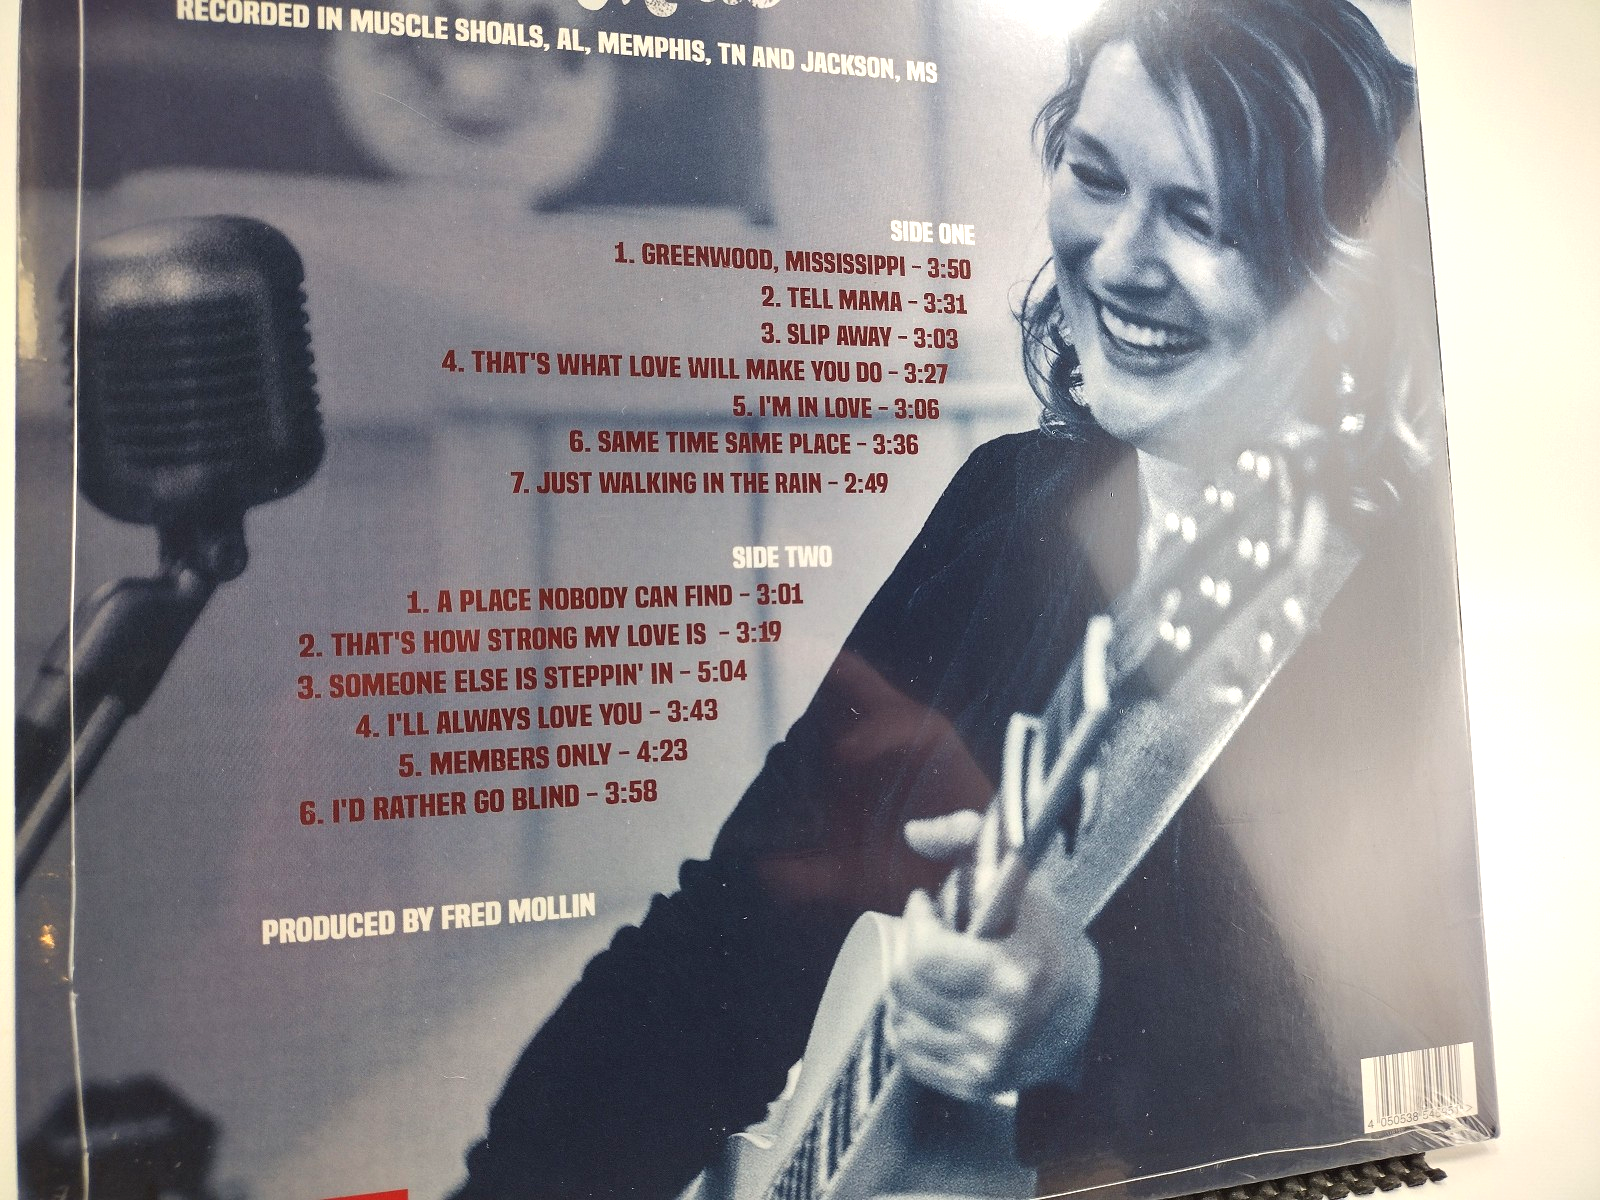 RECORDED IN MUSCLE SHOALS, AL, MEMPHIS, TN AND JACKSON, MS
SIDE ONE
1. GREENWOOD, MISSISSIPPI - 3:50
2. TELL MAMA - 3:31
3. SLIP AWAY - 3:03
4. THAT'S WHAT LOVE WILL MAKE YOU DO - 3:27
5. I'M IN LOVE - 3:06
6. SAME TIME SAME PLACE - 3:36
7. JUST WALKING IN THE RAIN - 2:49
SIDE TWO
1. A PLACE NOBODY CAN FIND - 3:01
2. THAT'S HOW STRONG MY LOVE IS - 3:19
3. SOMEONE ELSE IS STEPPIN' IN - 5:04
4. I'LL ALWAYS LOVE YOU - 3:43
5. MEMBERS ONLY - 4:23
6. I'D RATHER GO BLIND - 3:58
PRODUCED BY FRED MOLLIN
4 050538